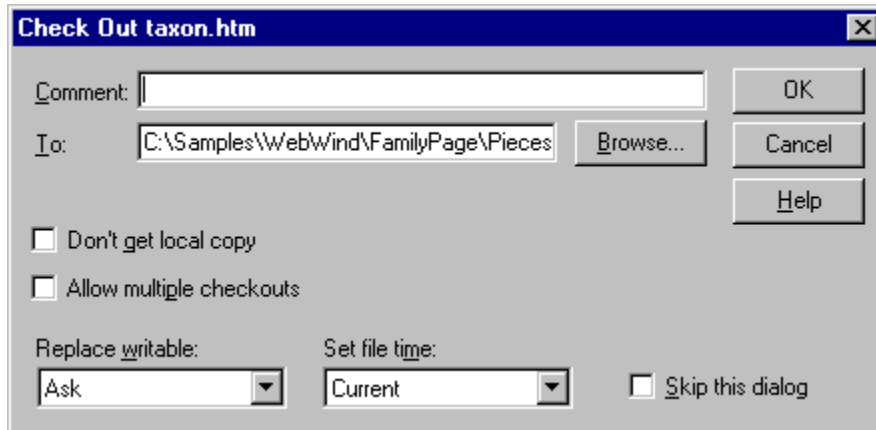 Check Out taxon.htm
Comment:
OK
To:
C:\Samples\WebWind\FamilyPage\Pieces
Browse...
Cancel
Help
Don't get local copy
Allow multiple checkouts
Replace writable:
Set file time:
Ask
Current
Skip this dialog